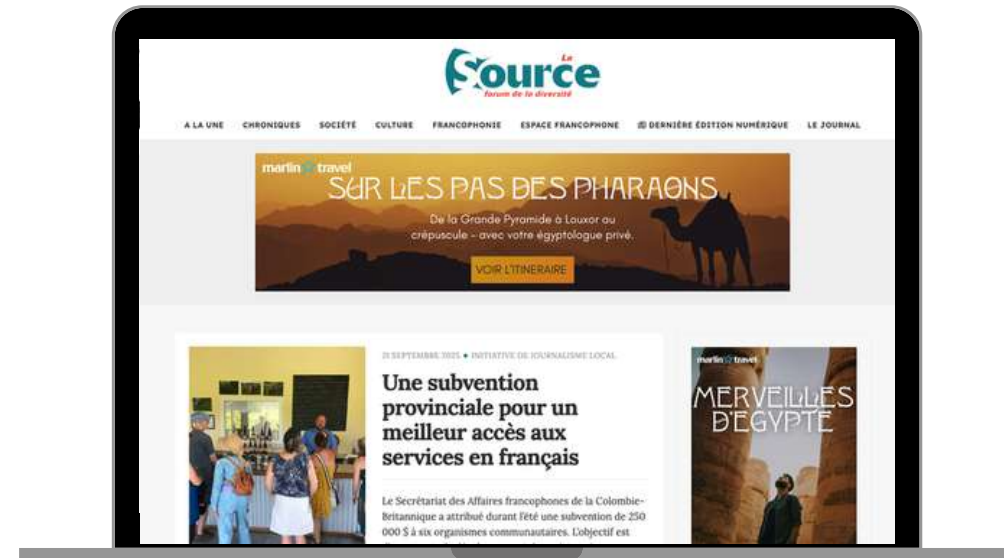 La
Source
forum de la diversité
A LA UNE CHRONIQUES SOCIÉTÉ CULTURE FRANCOPHONIE ESPACE FRANCOPHONE DERNIÈRE ÉDITION NUMÉRIQUE LE JOURNAL
marlin travel
SUR LES PAS DES PHARAONS
De la Grande Pyramide à Louxor au
crépuscule – avec votre égyptologue privé.
VOIR L'ITINERAIRE
21 SEPTEMBRE 2025 • INITIATIVE DE JOURNALISME LOCAL
Une subvention
provinciale pour un
meilleur accès aux
services en français
Le Secrétariat des Affaires francophones de la Colombie-
Britannique a attribué durant l'été une subvention de 250
000 $ à six organismes communautaires. L'objectif est
marlin travel
MERVEILLES
D'EGYPTE